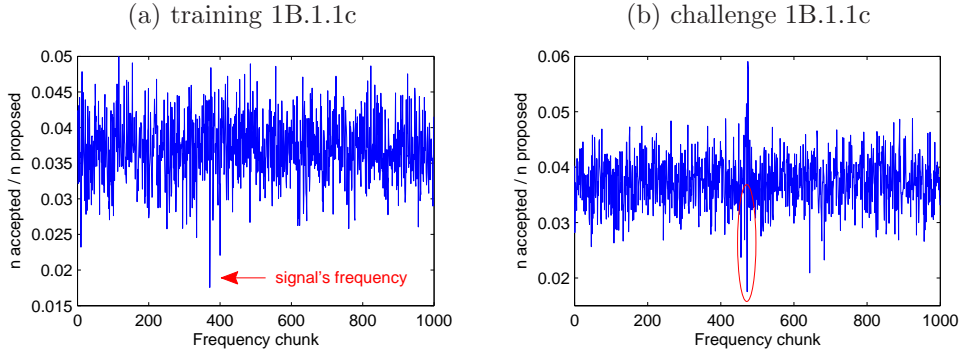 (a) training 1B.1.1c
0.05
0.045
0.04
0.035
0.03
0.025
0.02
0.015
n accepted / n proposed
signal's frequency
0 200 400 600 800 1000
Frequency chunk
(b) challenge 1B.1.1c
0.06
0.05
0.04
0.03
0.02
n accepted / n proposed
0 200 400 600 800 1000
Frequency chunk